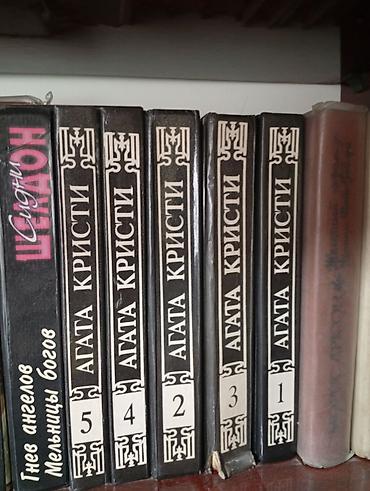 Сидни
ШЕЛДОН
Гнев ангелов
Мельницы богов
АГАТА КРИСТИ
5
АГАТА КРИСТИ
4
АГАТА КРИСТИ
2
АГАТА КРИСТИ
3
АГАТА КРИСТИ
1